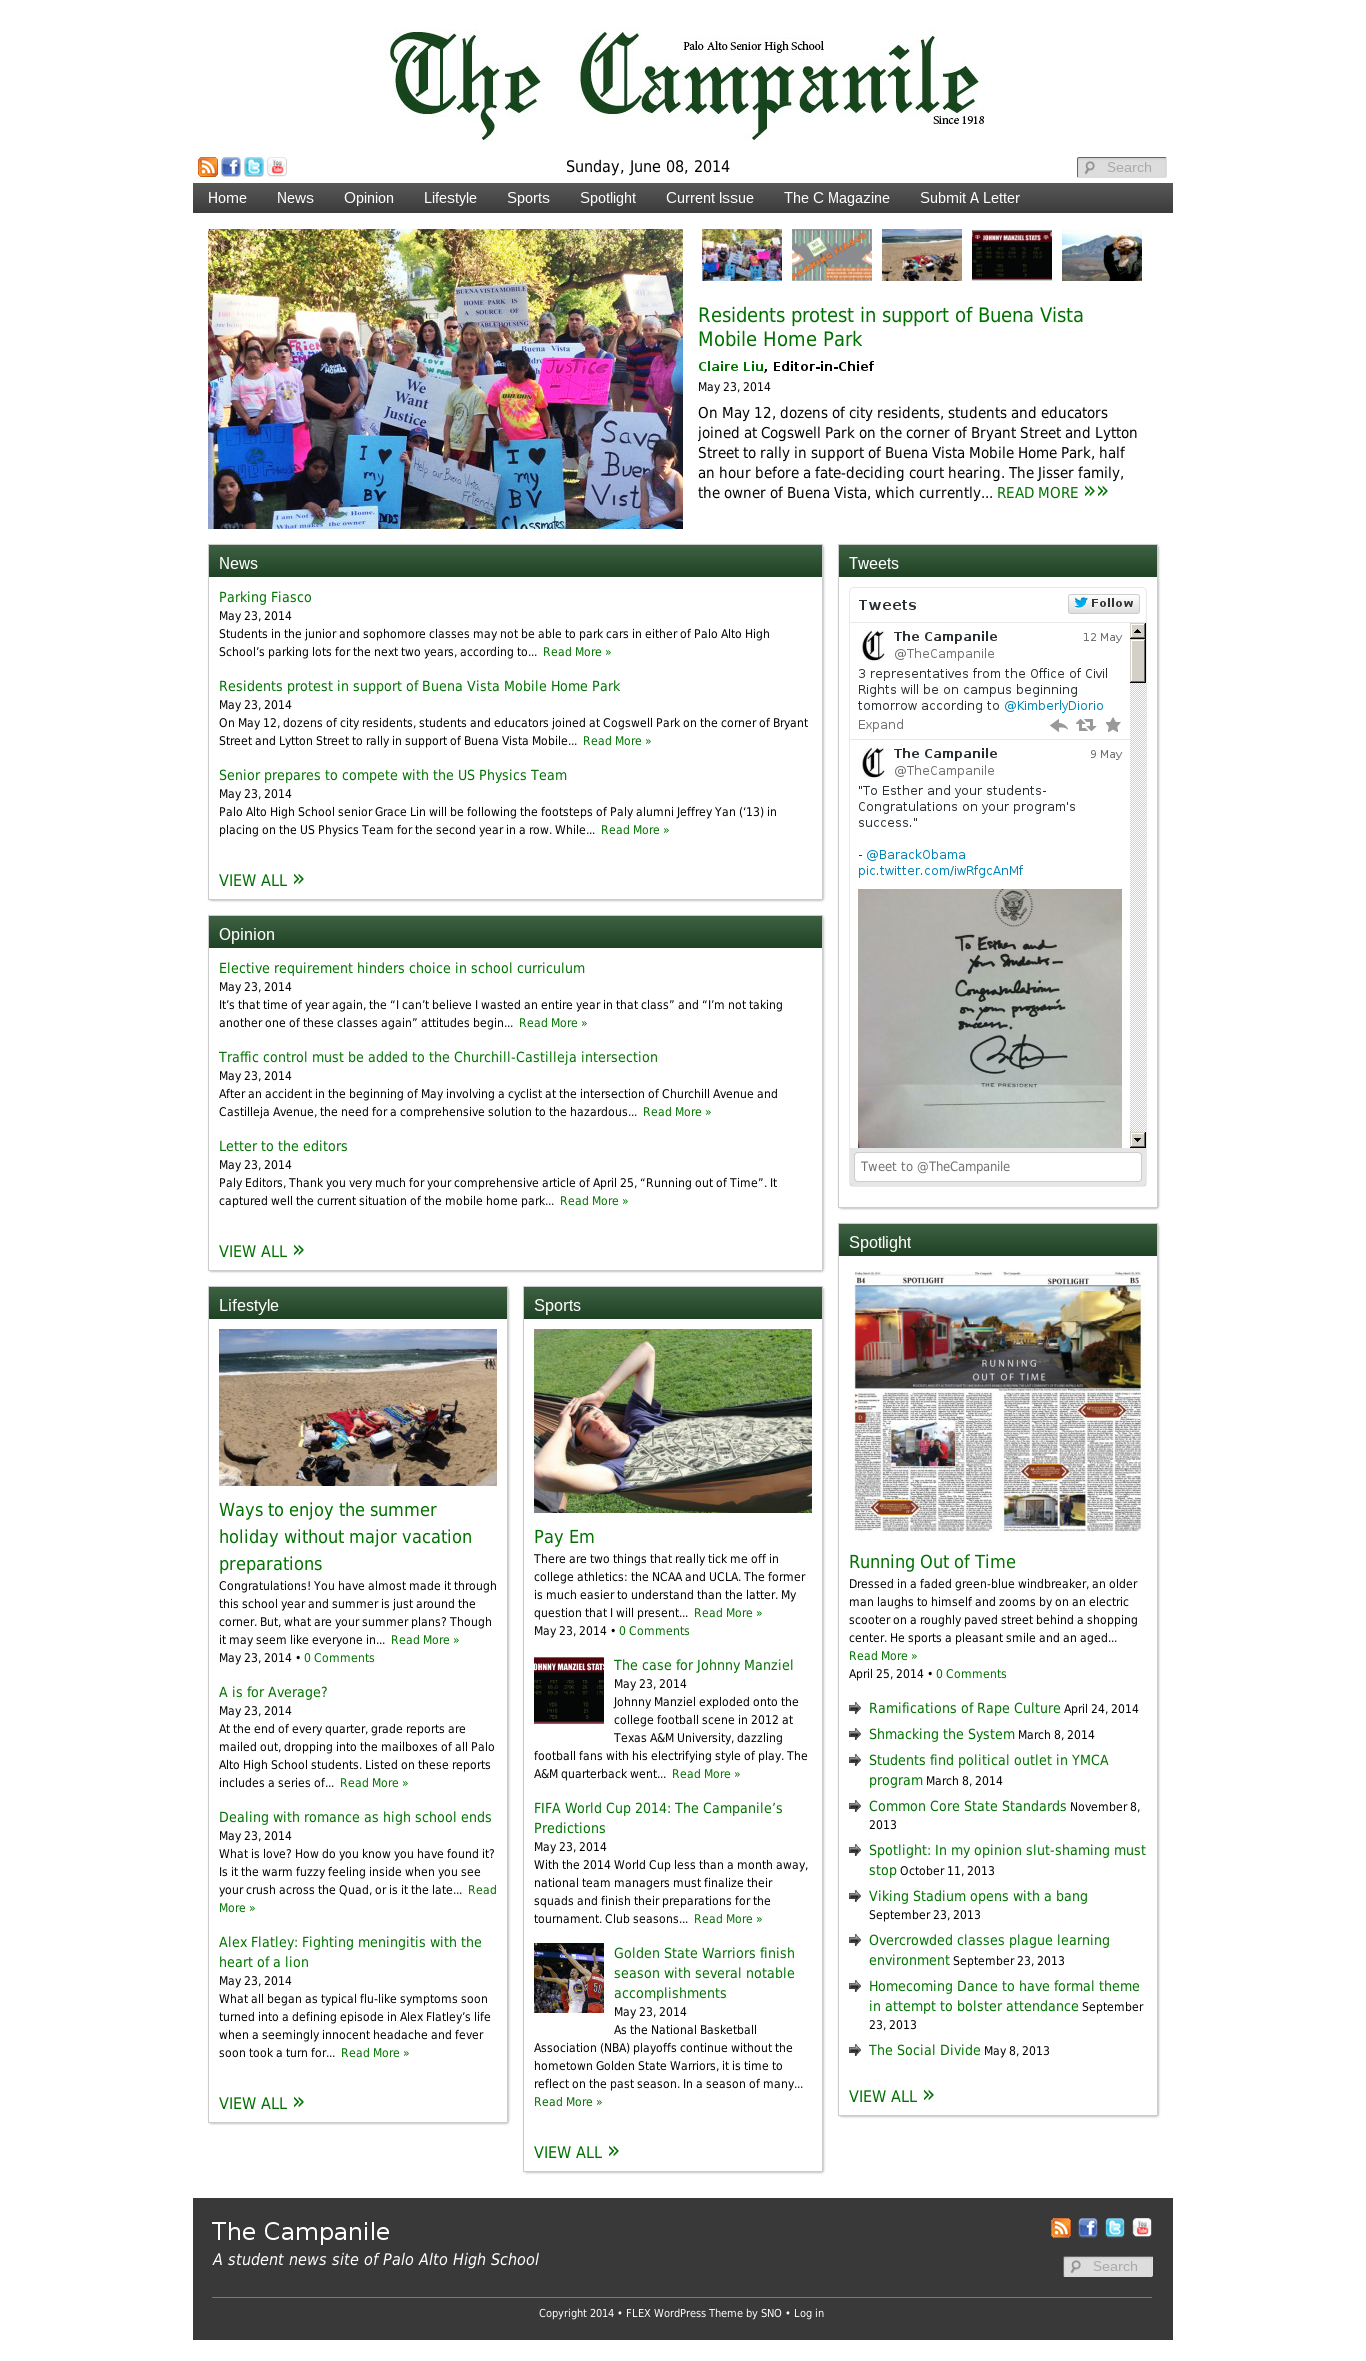 Palo Alto Senior High School
The Campanile
Since 1918
Sunday, June 08, 2014
Search
Home News Opinion Lifestyle Sports Spotlight Current Issue The C Magazine Submit A Letter
BUENA VISTA MOBILE
HOME PARK IS
A SOURCE OF
Buena Vista
Justice
We
Want
Justice
Save
Buena
Vista
I ♥
my
BV
Help our Buena Vista
Friends
I ♥
my
BV
Classmates
I am Not Home.
What makes the owner
JOHNNY MANZIEL STATS
Residents protest in support of Buena Vista
Mobile Home Park
Claire Liu, Editor-in-Chief
May 23, 2014
On May 12, dozens of city residents, students and educators
joined at Cogswell Park on the corner of Bryant Street and Lytton
Street to rally in support of Buena Vista Mobile Home Park, half
an hour before a fate-deciding court hearing. The Jisser family,
the owner of Buena Vista, which currently... READ MORE »»
News
Parking Fiasco
May 23, 2014
Students in the junior and sophomore classes may not be able to park cars in either of Palo Alto High
School’s parking lots for the next two years, according to... Read More »
Residents protest in support of Buena Vista Mobile Home Park
May 23, 2014
On May 12, dozens of city residents, students and educators joined at Cogswell Park on the corner of Bryant
Street and Lytton Street to rally in support of Buena Vista Mobile... Read More »
Senior prepares to compete with the US Physics Team
May 23, 2014
Palo Alto High School senior Grace Lin will be following the footsteps of Paly alumni Jeffrey Yan (‘13) in
placing on the US Physics Team for the second year in a row. While... Read More »
VIEW ALL »
Opinion
Elective requirement hinders choice in school curriculum
May 23, 2014
It’s that time of year again, the “I can’t believe I wasted an entire year in that class” and “I’m not taking
another one of these classes again” attitudes begin... Read More »
Traffic control must be added to the Churchill-Castilleja intersection
May 23, 2014
After an accident in the beginning of May involving a cyclist at the intersection of Churchill Avenue and
Castilleja Avenue, the need for a comprehensive solution to the hazardous... Read More »
Letter to the editors
May 23, 2014
Paly Editors, Thank you very much for your comprehensive article of April 25, “Running out of Time”. It
captured well the current situation of the mobile home park... Read More »
VIEW ALL »
Lifestyle
Ways to enjoy the summer
holiday without major vacation
preparations
Congratulations! You have almost made it through
this school year and summer is just around the
corner. But, what are your summer plans? Though
it may seem like everyone in... Read More »
May 23, 2014 • 0 Comments
A is for Average?
May 23, 2014
At the end of every quarter, grade reports are
mailed out, dropping into the mailboxes of all Palo
Alto High School students. Listed on these reports
includes a series of... Read More »
Dealing with romance as high school ends
May 23, 2014
What is love? How do you know you have found it?
Is it the warm fuzzy feeling inside when you see
your crush across the Quad, or is it the late... Read
More »
Alex Flatley: Fighting meningitis with the
heart of a lion
May 23, 2014
What all began as typical flu-like symptoms soon
turned into a defining episode in Alex Flatley’s life
when a seemingly innocent headache and fever
soon took a turn for... Read More »
VIEW ALL »
Sports
Pay Em
There are two things that really tick me off in
college athletics: the NCAA and UCLA. The former
is much easier to understand than the latter. My
question that I will present... Read More »
May 23, 2014 • 0 Comments
OHNNY MANZIEL STATS
The case for Johnny Manziel
May 23, 2014
Johnny Manziel exploded onto the
college football scene in 2012 at
Texas A&M University, dazzling
football fans with his electrifying style of play. The
A&M quarterback went... Read More »
FIFA World Cup 2014: The Campanile’s
Predictions
May 23, 2014
With the 2014 World Cup less than a month away,
national team managers must finalize their
squads and finish their preparations for the
tournament. Club seasons... Read More »
Golden State Warriors finish
season with several notable
accomplishments
May 23, 2014
As the National Basketball
Association (NBA) playoffs continue without the
hometown Golden State Warriors, it is time to
reflect on the past season. In a season of many...
Read More »
VIEW ALL »
Tweets
Tweets
Follow
The Campanile 12 May
@TheCampanile
3 representatives from the Office of Civil
Rights will be on campus beginning
tomorrow according to @KimberlyDiorio
Expand
The Campanile 9 May
@TheCampanile
"To Esther and your students-
Congratulations on your program's
success."
- @BarackObama
pic.twitter.com/iwRfgcAnMf
To Esther and
your students—
Congratulations
on your program's
success.
THE PRESIDENT
Tweet to @TheCampanile
Spotlight
B4 SPOTLIGHT SPOTLIGHT B5
RUNNING
OUT OF TIME
Running Out of Time
Dressed in a faded green-blue windbreaker, an older
man laughs to himself and zooms by on an electric
scooter on a roughly paved street behind a shopping
center. He sports a pleasant smile and an aged...
Read More »
April 25, 2014 • 0 Comments
Ramifications of Rape Culture April 24, 2014
Shmacking the System March 8, 2014
Students find political outlet in YMCA
program March 8, 2014
Common Core State Standards November 8,
2013
Spotlight: In my opinion slut-shaming must
stop October 11, 2013
Viking Stadium opens with a bang
September 23, 2013
Overcrowded classes plague learning
environment September 23, 2013
Homecoming Dance to have formal theme
in attempt to bolster attendance September
23, 2013
The Social Divide May 8, 2013
VIEW ALL »
The Campanile
A student news site of Palo Alto High School
Search
Copyright 2014 • FLEX WordPress Theme by SNO • Log in